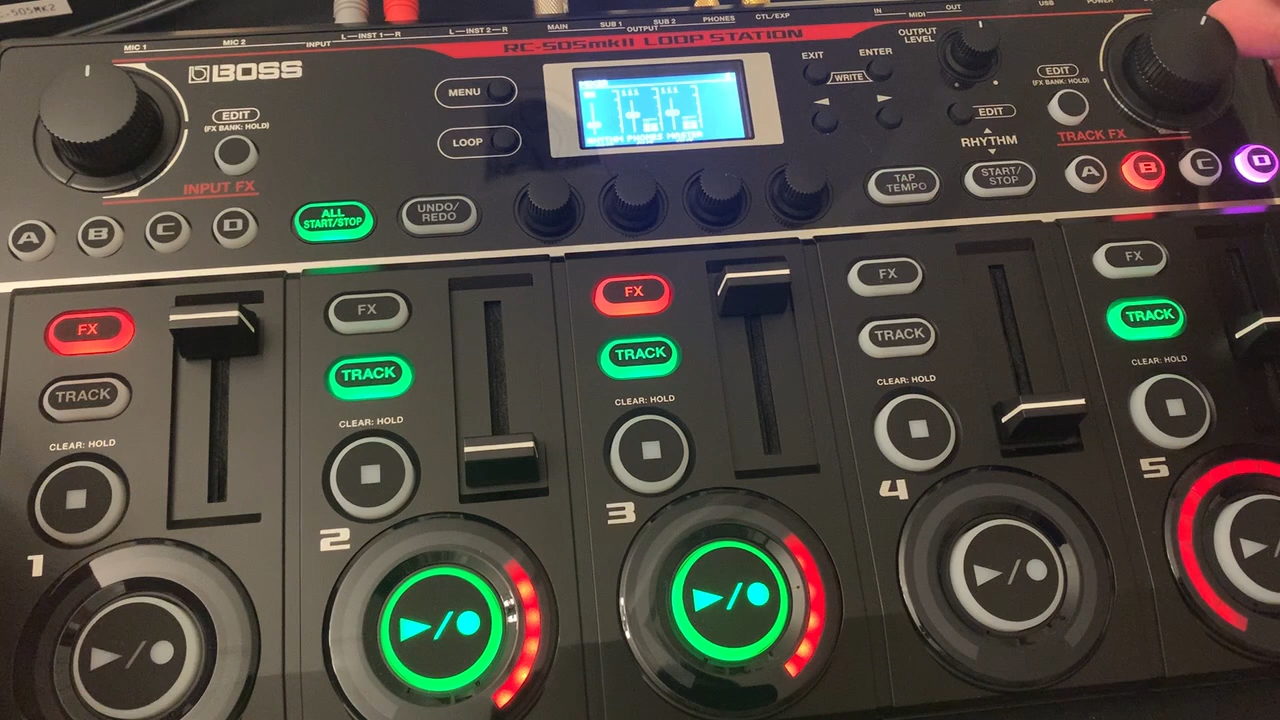 -505MK2
MIC 1
MIC 2
INPUT
L—INST 1—R
L—INST 2—R
MAIN
SUB 1
SUB 2
OUTPUT
PHONES
CTL/EXP
IN
MIDI
OUT
USB
POWER
RC-505mkII LOOP STATION
BOSS
EDIT
(FX BANK: HOLD)
INPUT FX
A
B
C
D
MENU
LOOP
RHYTHM PHONES MASTER
EXIT
ENTER
WRITE
OUTPUT
LEVEL
EDIT
RHYTHM
EDIT
(FX BANK: HOLD)
TRACK FX
A
B
C
D
ALL
START/STOP
UNDO/
REDO
TAP
TEMPO
START/
STOP
FX
TRACK
CLEAR: HOLD
1
FX
TRACK
CLEAR: HOLD
2
FX
TRACK
CLEAR: HOLD
3
FX
TRACK
CLEAR: HOLD
4
FX
TRACK
CLEAR: HOLD
5